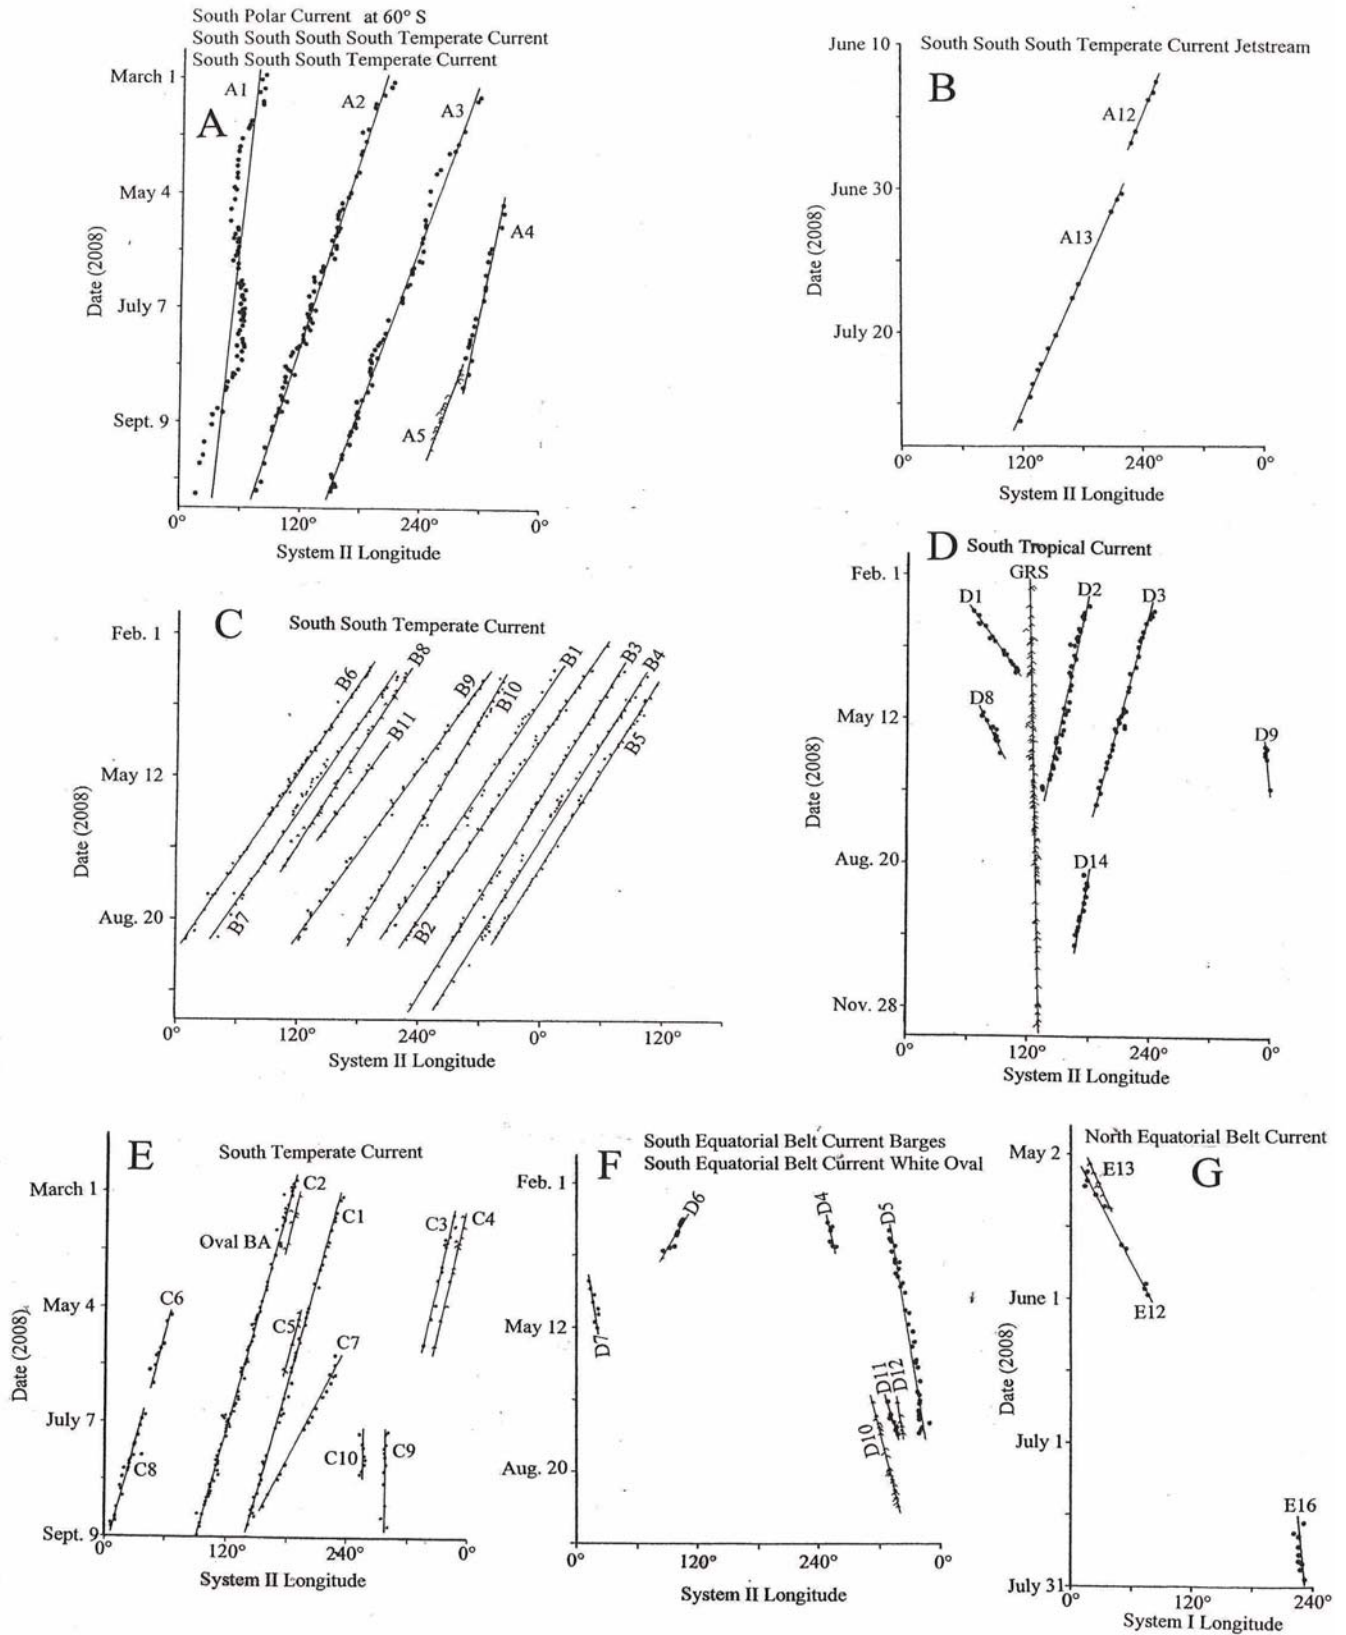 South Polar Current at 60° S
South South South South Temperate Current
South South South Temperate Current
A
March 1
May 4
July 7
Sept. 9
Date (2008)
A1
A2
A3
A4
A5
0°
120°
240°
0°
System II Longitude
South South South South Temperate Current Jetstream
B
June 10
June 30
July 20
Date (2008)
A12
A13
0°
120°
240°
0°
System II Longitude
C
South South Temperate Current
Feb. 1
May 12
Aug. 20
Date (2008)
B6
B8
B11
B9
B10
B1
B3
B4
B5
B7
B2
0°
120°
240°
0°
120°
System II Longitude
D
South Tropical Current
GRS
Feb. 1
May 12
Aug. 20
Nov. 28
Date (2008)
D1
D2
D3
D8
D9
D14
0°
120°
240°
0°
System II Longitude
E
South Temperate Current
March 1
May 4
July 7
Sept. 9
Date (2008)
C2
C1
Oval BA
C3
C4
C6
C5
C7
C8
C10
C9
0°
120°
240°
0°
System II Longitude
F
South Equatorial Belt Current Barges
South Equatorial Belt Current White Oval
Feb. 1
May 12
Aug. 20
D6
D4
D5
D7
D11
D12
D10
0°
120°
240°
0°
System II Longitude
North Equatorial Belt Current
G
May 2
June 1
July 1
July 31
Date (2008)
E13
E12
E16
0°
120°
240°
System I Longitude